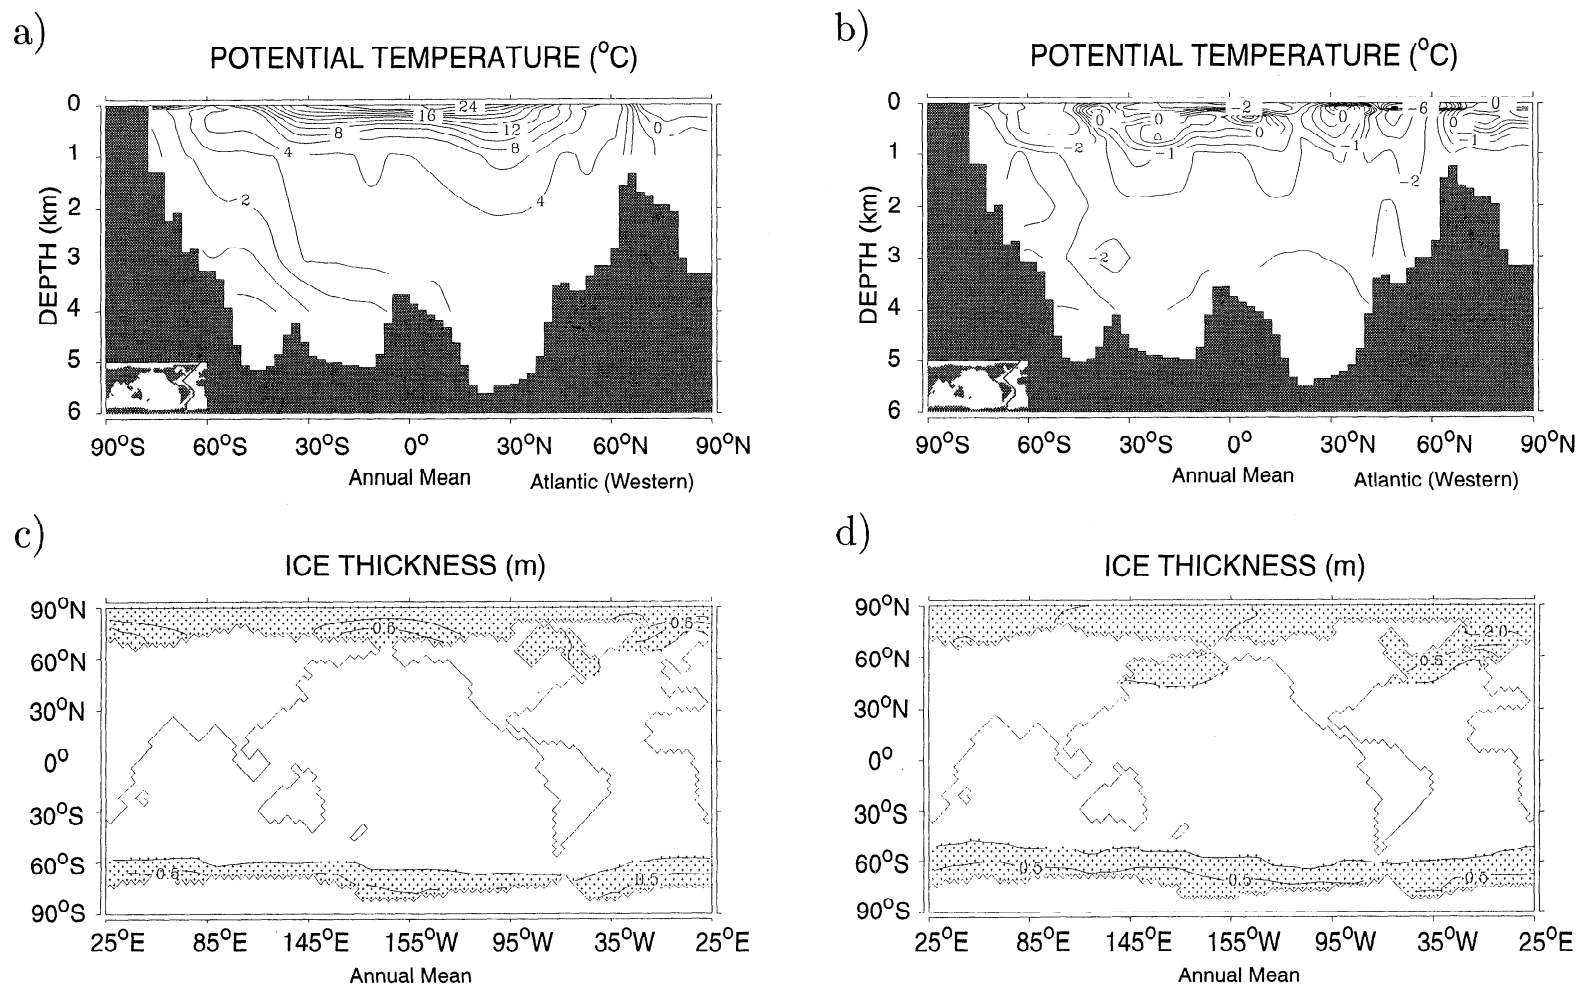 a)
POTENTIAL TEMPERATURE (°C)
0
1
2
3
4
5
6
DEPTH (km)
24
16
12
8
8
4
4
2
0
90°S 60°S 30°S 0° 30°N 60°N 90°N
Annual Mean Atlantic (Western)
b)
POTENTIAL TEMPERATURE (°C)
0
1
2
3
4
5
6
DEPTH (km)
-2 -6 0
0 0 0 0 0 0
-2 -1 -1 -1
-2
-2
90°S 60°S 30°S 0° 30°N 60°N 90°N
Annual Mean Atlantic (Western)
c)
ICE THICKNESS (m)
90°N
60°N
30°N
0°
30°S
60°S
90°S
0.5 0.5
0.5 0.5
25°E 85°E 145°E 155°W 95°W 35°W 25°E
Annual Mean
d)
ICE THICKNESS (m)
90°N
60°N
30°N
0°
30°S
60°S
90°S
2.0
0.5
0.5 0.5 0.5
25°E 85°E 145°E 155°W 95°W 35°W 25°E
Annual Mean